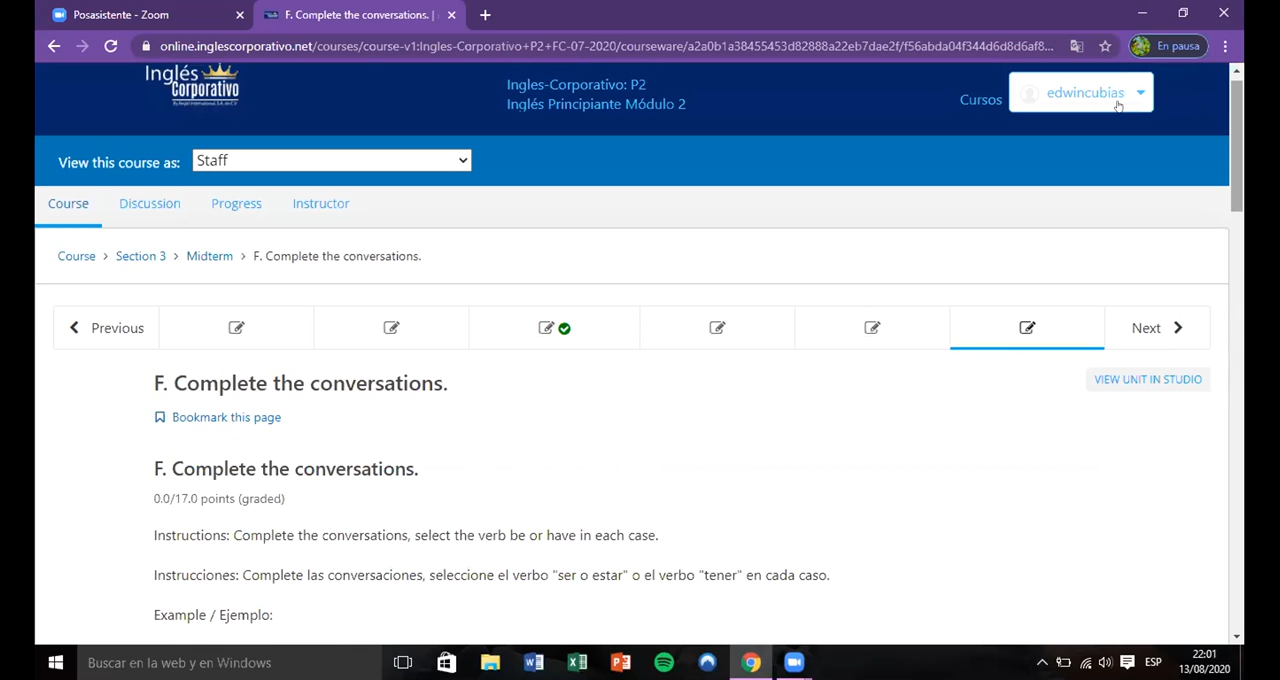 Posasistente - Zoom
F. Complete the conversations. |
online.inglescorporativo.net/courses/course-v1:Ingles-Corporativo+P2+FC-07-2020/courseware/a2a0b1a38455453d82888a22eb7dae2f/f56abda04f344d6d8d6af8...
En pausa
Inglés
Corporativo
Ingles-Corporativo: P2
Inglés Principiante Módulo 2
Cursos
edwincubias
View this course as:
Staff
Course
Discussion
Progress
Instructor
Course > Section 3 > Midterm > F. Complete the conversations.
Previous
Next
F. Complete the conversations.
VIEW UNIT IN STUDIO
Bookmark this page
F. Complete the conversations.
0.0/17.0 points (graded)
Instructions: Complete the conversations, select the verb be or have in each case.
Instrucciones: Complete las conversaciones, seleccione el verbo "ser o estar" o el verbo "tener" en cada caso.
Example / Ejemplo:
Buscar en la web y en Windows
ESP
22:01
13/08/2020